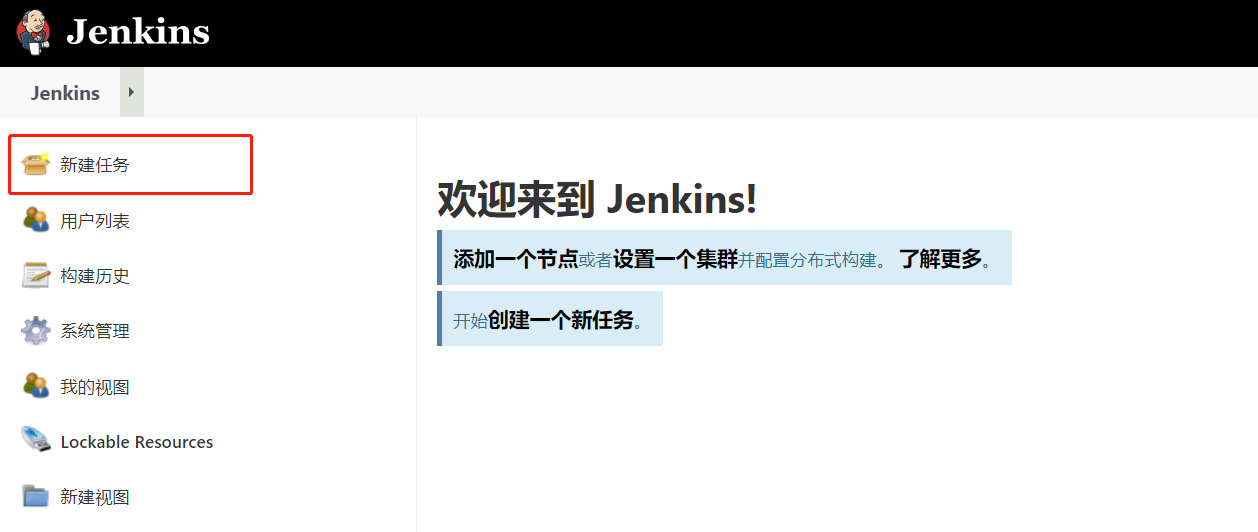 Jenkins
Jenkins
新建任务
用户列表
构建历史
系统管理
我的视图
Lockable Resources
新建视图
欢迎来到 Jenkins!
添加一个节点或者设置一个集群并配置分布式构建。 了解更多。
开始创建一个新任务。